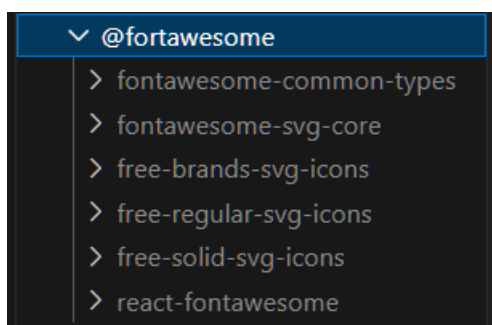 @fortawesome
fontawesome-common-types
fontawesome-svg-core
free-brands-svg-icons
free-regular-svg-icons
free-solid-svg-icons
react-fontawesome